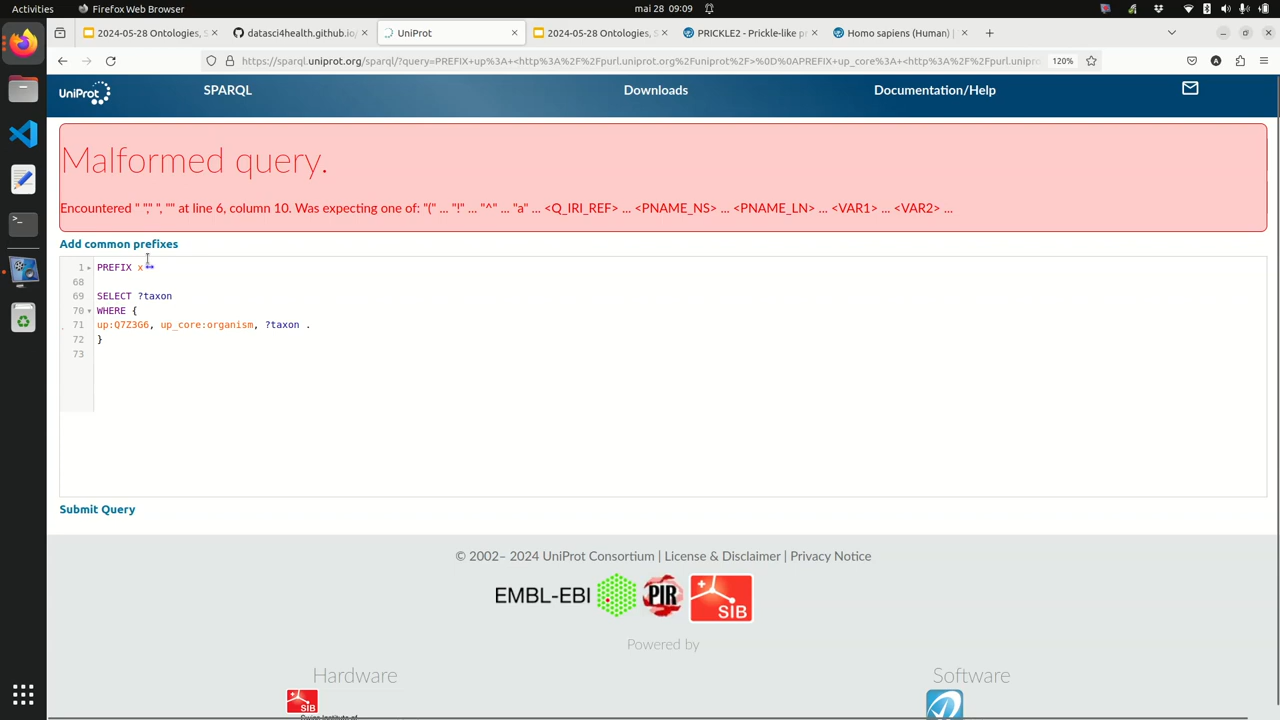 Activities
Firefox Web Browser
mai 28 09:09
2024-05-28 Ontologies, S
datasci4health.github.io/
UniProt
2024-05-28 Ontologies, S
PRICKLE2 - Prickle-like p
Homo sapiens (Human) |
https://sparql.uniprot.org/sparql/?query=PREFIX+up%3A+<http%3A%2F%2Fpurl.uniprot.org%2Funiprot%2F>%0D%0APREFIX+up_core%3A+<http%3A%2F%2Fpurl.unipro
120%
UniProt
SPARQL
Downloads
Documentation/Help
Malformed query.
Encountered " "," ", "" at line 6, column 10. Was expecting one of: "(" ... "!" ... "^" ... "a" ... <Q_IRI_REF> ... <PNAME_NS> ... <PNAME_LN> ... <VAR1> ... <VAR2> ...
Add common prefixes
1 PREFIX x↔
68
69 SELECT ?taxon
70 WHERE {
71 up:Q7Z3G6, up_core:organism, ?taxon .
72 }
73
Submit Query
© 2002– 2024 UniProt Consortium | License & Disclaimer | Privacy Notice
EMBL-EBI
PIR
SIB
Powered by
Hardware
Software
SIB
Swiss Institute of